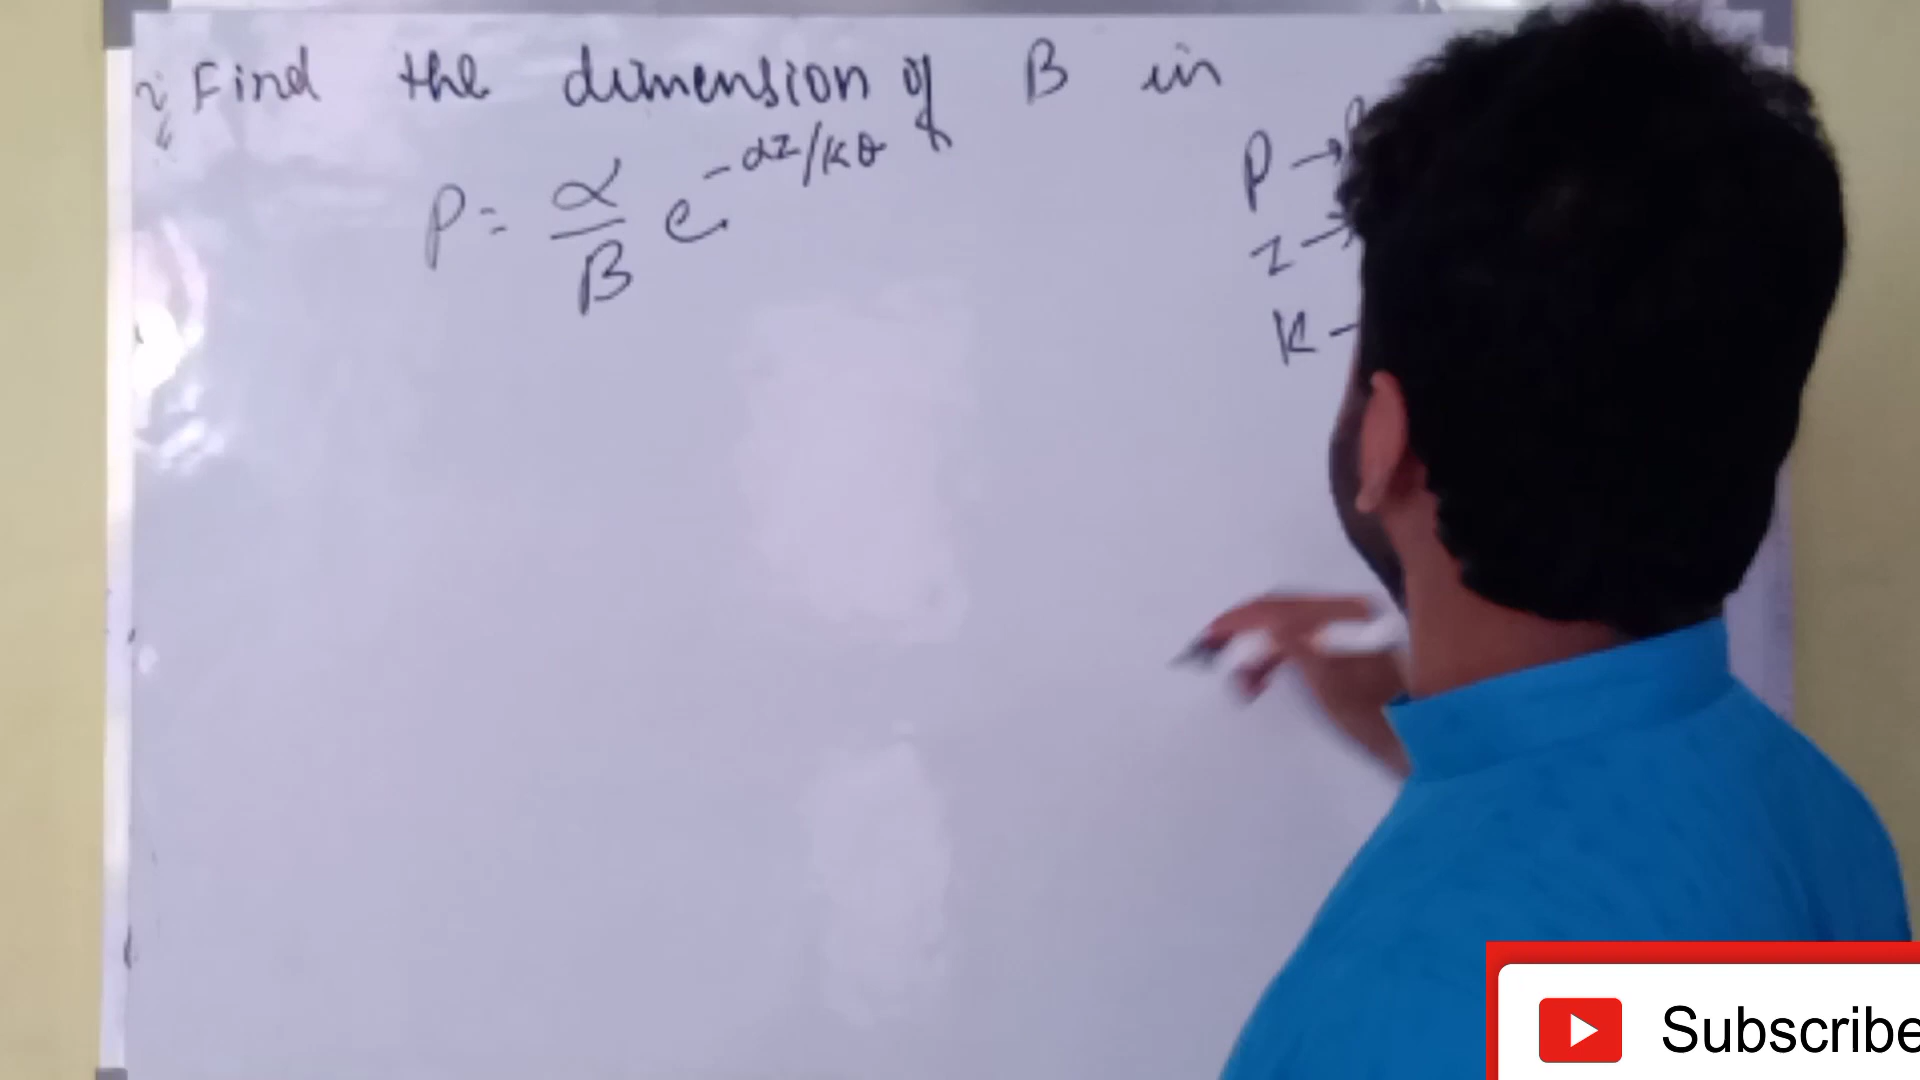 Find the dimension of B in
P = α/β e^-αz/kθ
P →
z →
K -
Subscribe